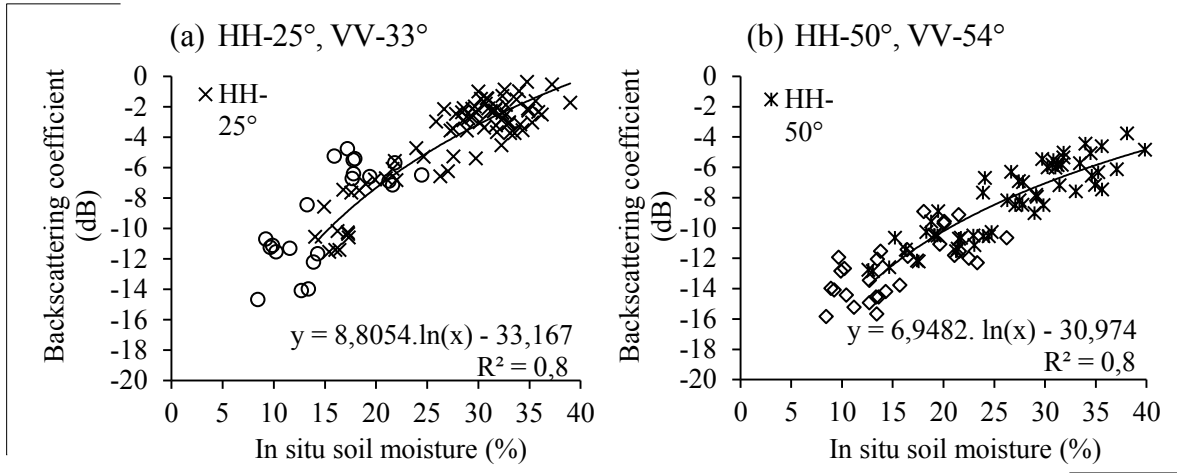 (a) HH-25°, VV-33°
Backscattering coefficient
(dB)
0
-2
-4
-6
-8
-10
-12
-14
-16
-18
-20
HH-
25°
y = 8,8054.ln(x) - 33,167
R² = 0,8
0 5 10 15 20 25 30 35 40
In situ soil moisture (%)
(b) HH-50°, VV-54°
Backscattering coefficient
(dB)
0
-2
-4
-6
-8
-10
-12
-14
-16
-18
-20
HH-
50°
y = 6,9482. ln(x) - 30,974
R² = 0,8
0 5 10 15 20 25 30 35 40
In situ soil moisture (%)